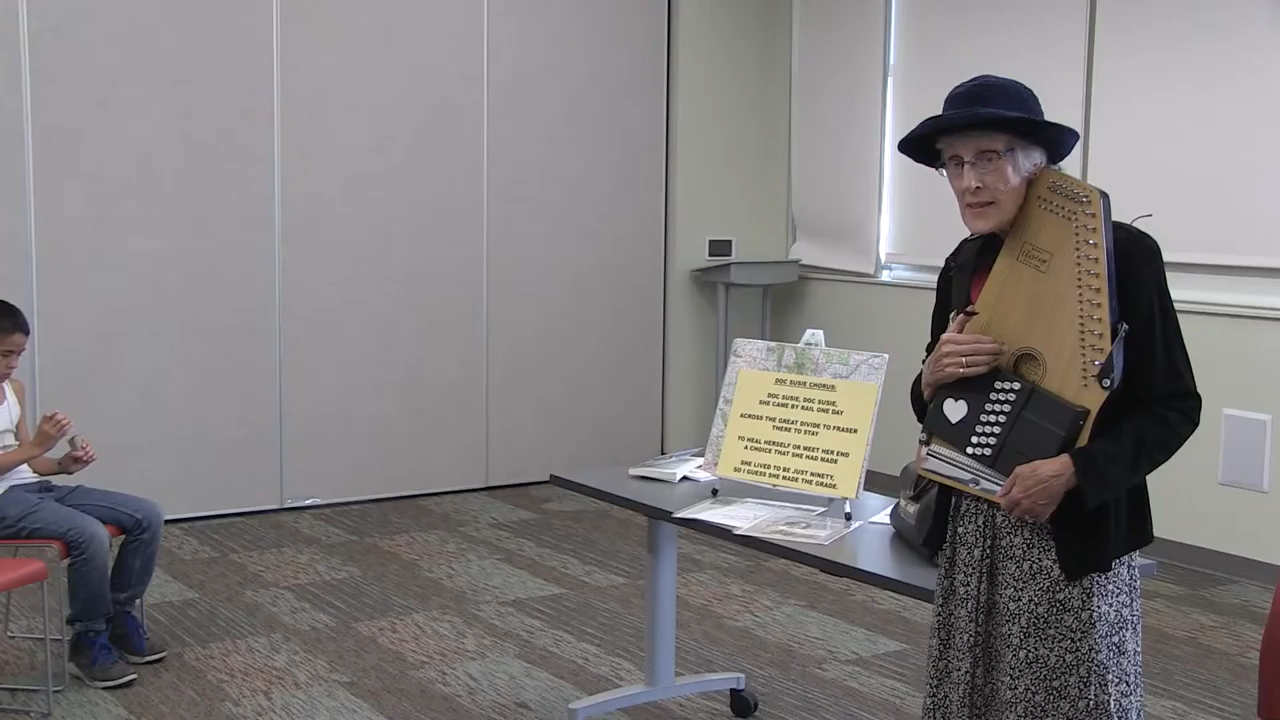 DOC SUSIE CHORUS:
DOC SUSIE, DOC SUSIE,
SHE CAME BY RAIL ONE DAY
ACROSS THE GREAT DIVIDE TO FRASER
THERE TO STAY
TO HEAL HERSELF OR MEET HER END
A CHOICE THAT SHE HAD MADE
SHE LIVED TO BE JUST NINETY,
SO I GUESS SHE MADE THE GRADE.